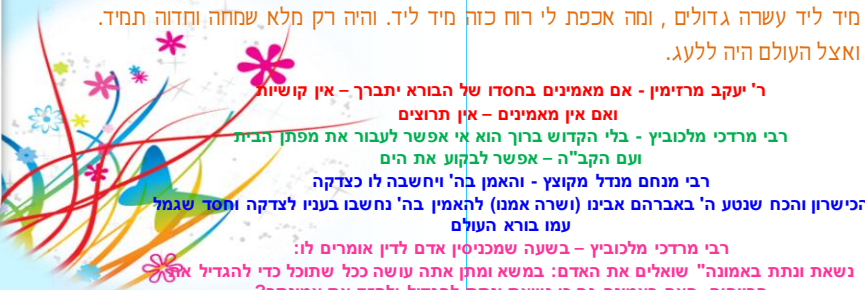 מיד ליד עשרה גדולים , ומה אכפת לי רוח כזה מיד ליד. והיה רק מלא שמחה וחדוה תמיד.
ואצל העולם היה ללעג.
ר' יעקב מרזימין - אם מאמינים בחסדו של הבורא יתברך – אין קושיות
ואם אין מאמינים – אין תרוצים
רבי מרדכי מלכוביץ - בלי הקדוש ברוך הוא אי אפשר לעבור את מפתן הבית
ועם הקב"ה – אפשר לבקוע את הים
רבי מנחם מנדל מקוצץ - והאמן בה' ויחשבה לו כצדקה
הכישרון והכח שנטע ה' באברהם אבינו (ושרה אמנו) להאמין בה' נחשבו בעניו לצדקה וחסד שגמל
עמו בורא העולם
רבי מרדכי מלכוביץ – בשעה שמכניסין אדם לדין אומרים לו:
נשאת ונתת באמונה" שואלים את האדם: במשא ומתן אתה עושה ככל שתוכל כדי להגדיל את